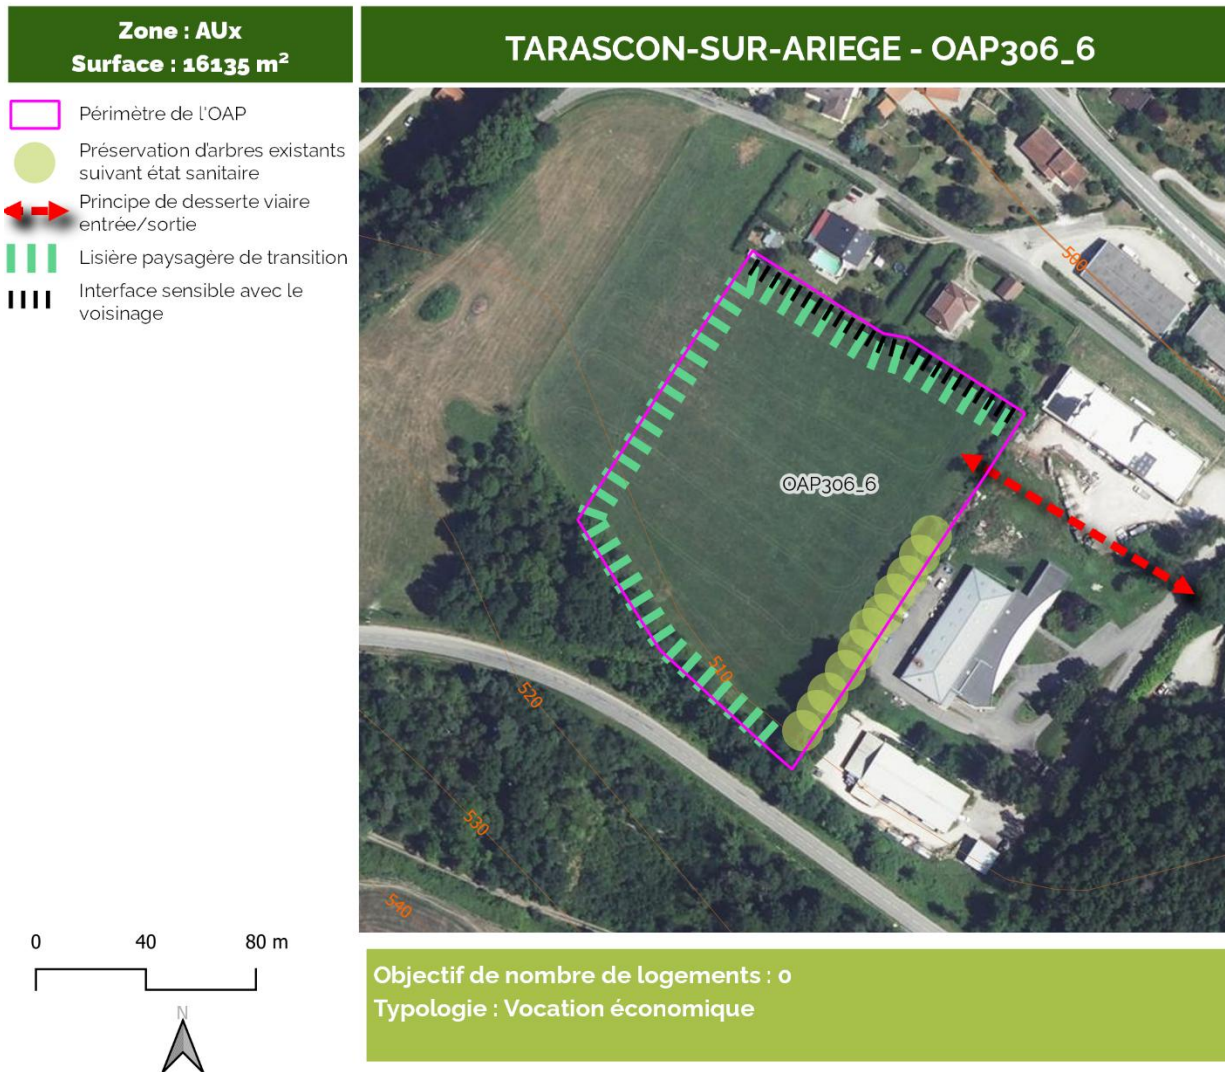 Zone : AUx
Surface : 16135 m²
TARASCON-SUR-ARIEGE - OAP306_6
Périmètre de l'OAP
Préservation d'arbres existants
suivant état sanitaire
Principe de desserte viaire
entrée/sortie
Lisière paysagère de transition
Interface sensible avec le
voisinage
500
OAP306_6
510
520
530
540
0 40 80 m
N
Objectif de nombre de logements : 0
Typologie : Vocation économique